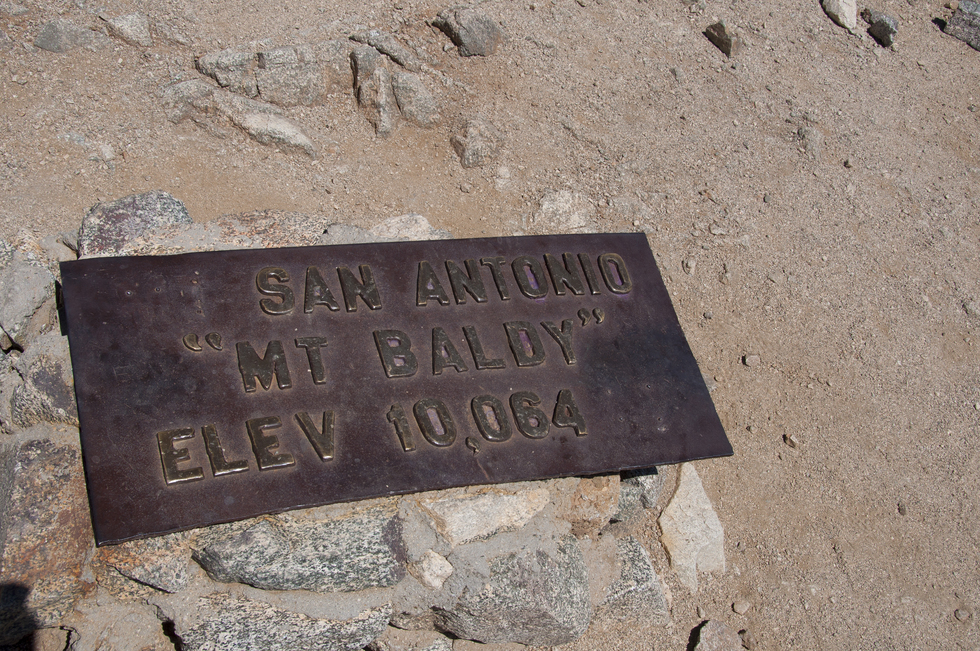 SAN ANTONIO
“MT BALDY”
ELEV 10,064